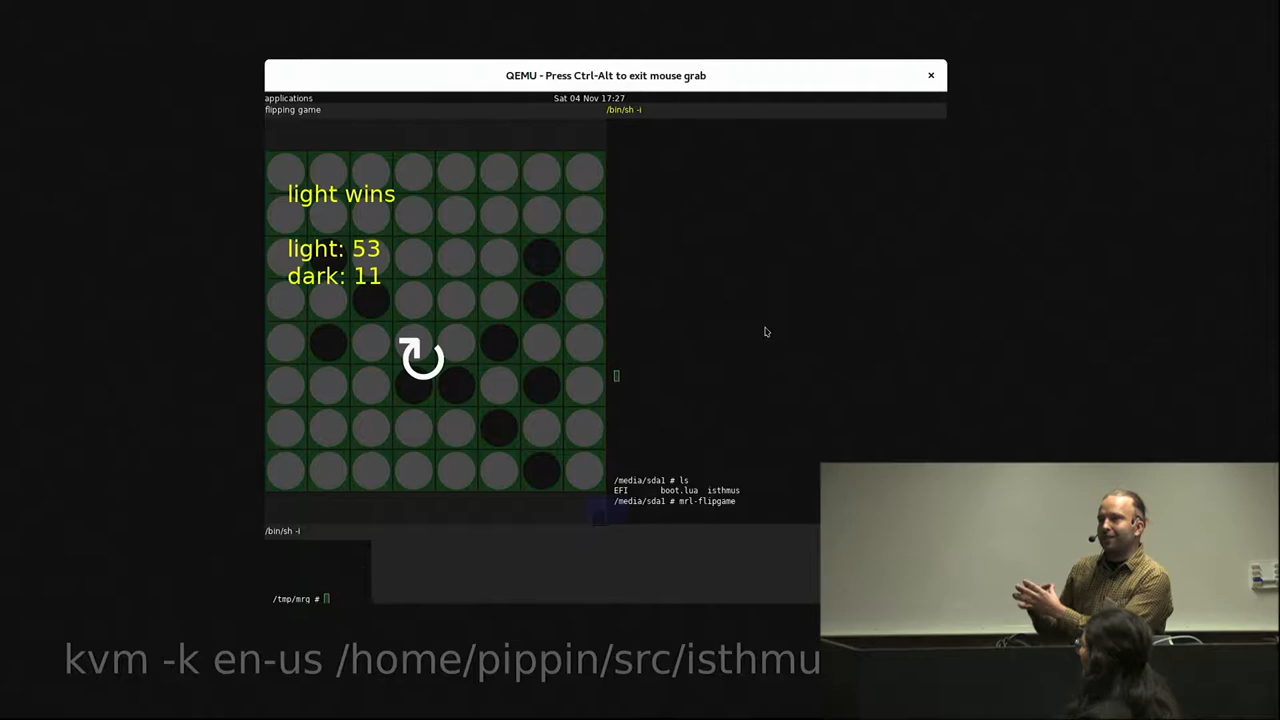 QEMU - Press Ctrl-Alt to exit mouse grab
applications
Sat 04 Nov 17:27
flipping game
/bin/sh -i
light wins
light: 53
dark: 11
/media/sda1 # ls
EFI boot.lua isthmus
/media/sda1 # mrl-flipgame
/bin/sh -i
/tmp/mrg #
kvm -k en-us /home/pippin/src/isthmu